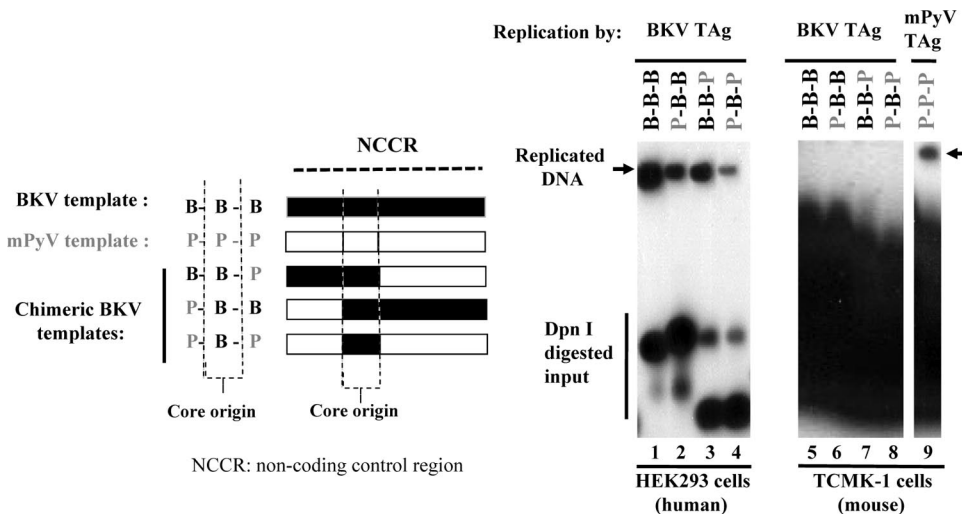 NCCR
BKV template : B- B - B
mPyV template : P- P - P
B- B - P
Chimeric BKV
templates:
P- B - B
P- B - P
Core origin
Core origin
NCCR: non-coding control region
Replication by:
BKV TAg
BKV TAg
mPyV
TAg
B-B-B
P-B-B
B-B-P
P-B-P
B-B-B
P-B-B
B-B-P
P-B-P
P-P-P
Replicated
DNA
Dpn I
digested
input
1 2 3 4
5 6 7 8 9
HEK293 cells
(human)
TCMK-1 cells
(mouse)